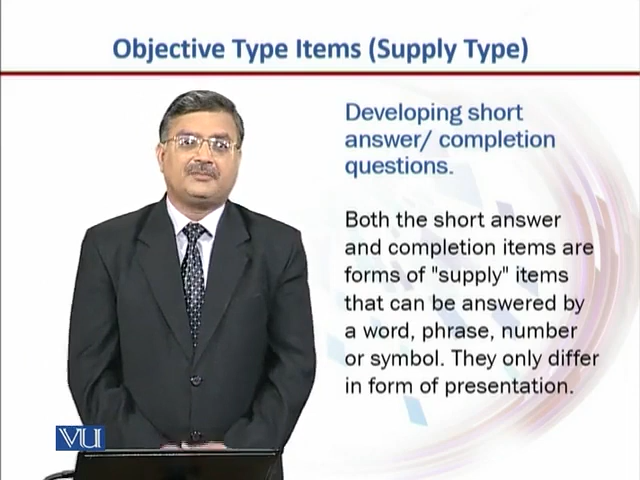 Objective Type Items (Supply Type)
Developing short
answer/ completion
questions.
Both the short answer
and completion items are
forms of "supply" items
that can be answered by
a word, phrase, number
or symbol. They only differ
in form of presentation.
VU